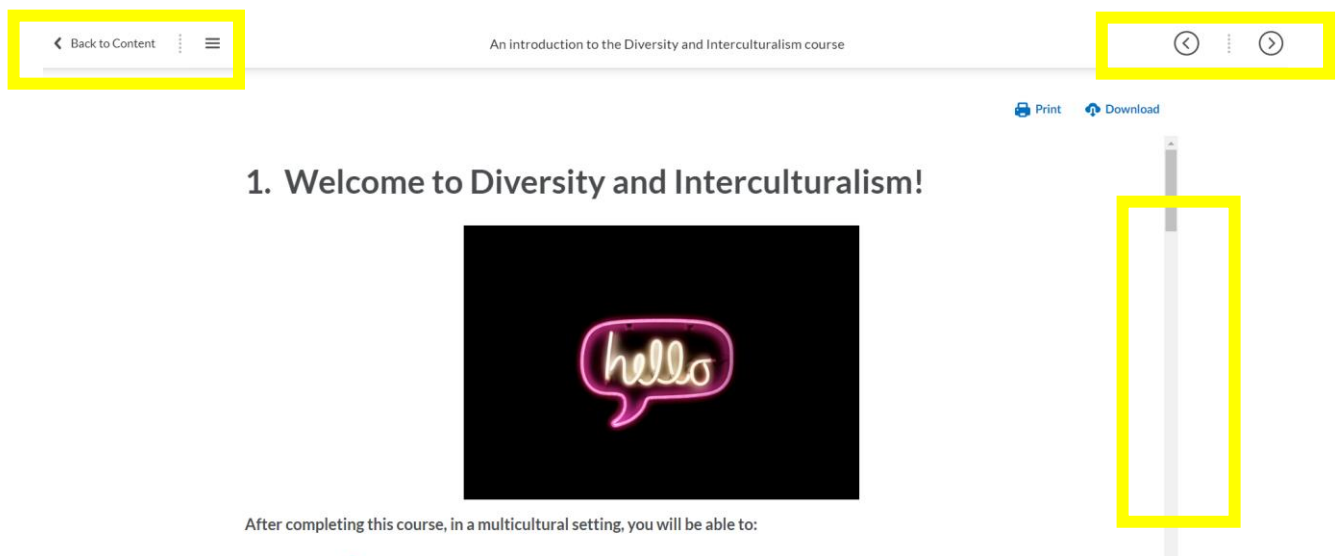 Back to Content
An introduction to the Diversity and Interculturalism course
Print Download
1. Welcome to Diversity and Interculturalism!
hello
After completing this course, in a multicultural setting, you will be able to: